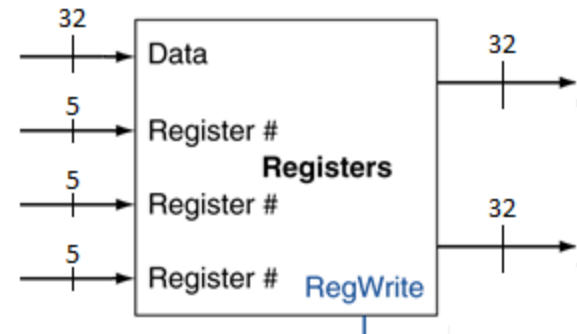 32
Data
32
5
Register #
Registers
5
Register #
32
5
Register #
RegWrite